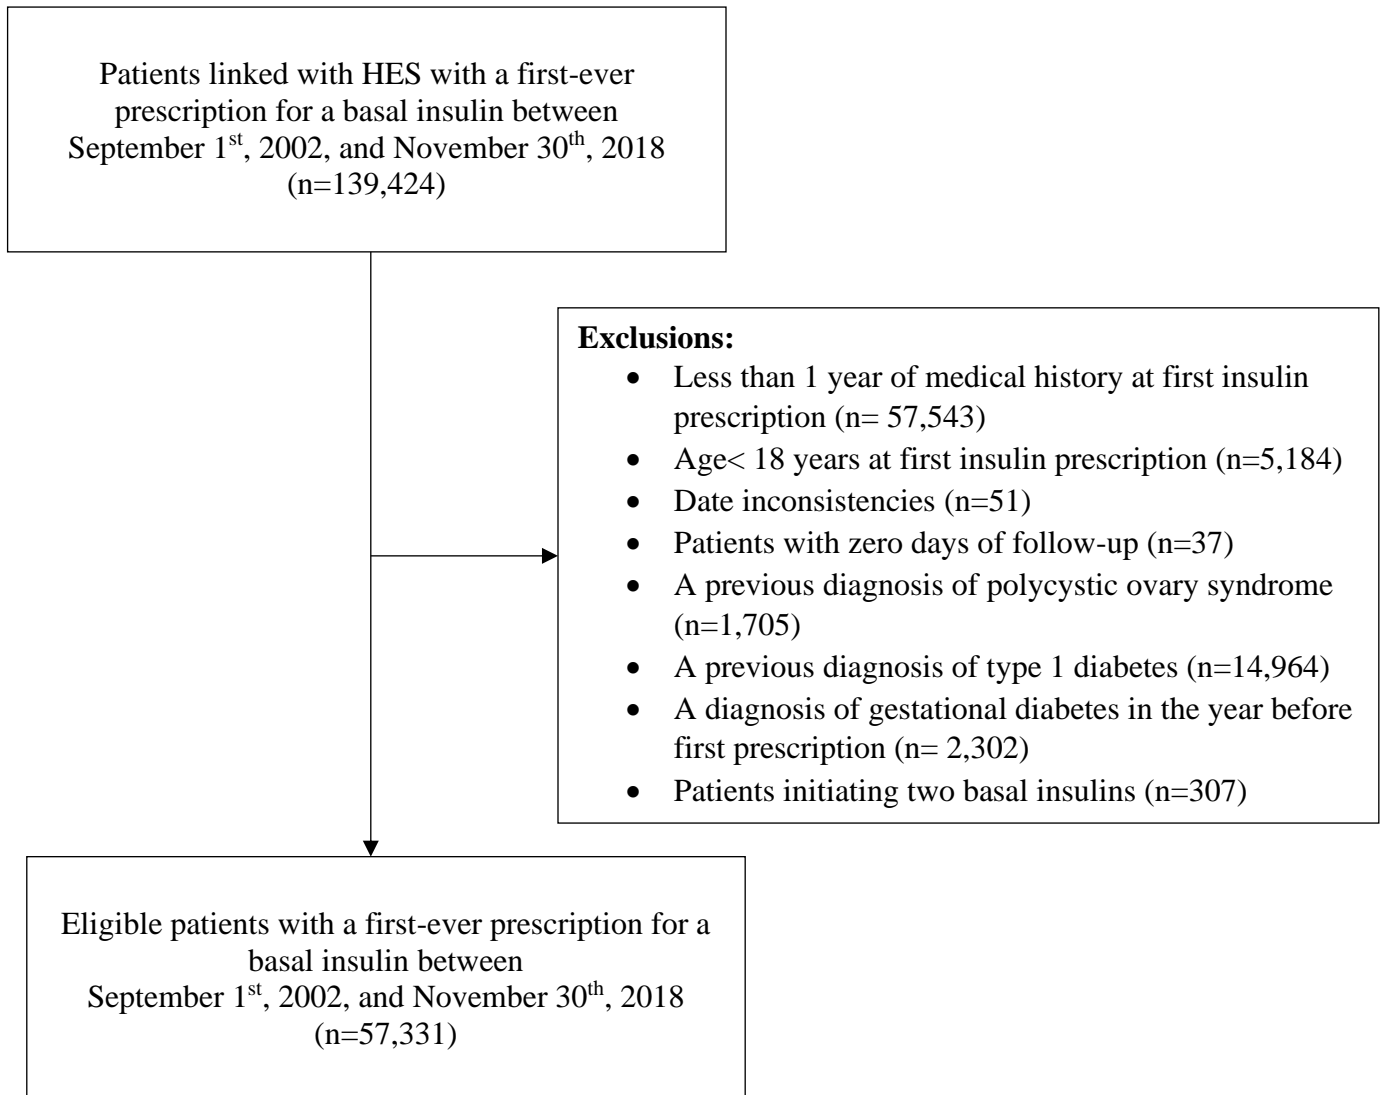 Patients linked with HES with a first-ever
prescription for a basal insulin between
September 1st, 2002, and November 30th, 2018
(n=139,424)
Exclusions:
• Less than 1 year of medical history at first insulin
prescription (n= 57,543)
• Age< 18 years at first insulin prescription (n=5,184)
• Date inconsistencies (n=51)
• Patients with zero days of follow-up (n=37)
• A previous diagnosis of polycystic ovary syndrome
(n=1,705)
• A previous diagnosis of type 1 diabetes (n=14,964)
• A diagnosis of gestational diabetes in the year before
first prescription (n= 2,302)
• Patients initiating two basal insulins (n=307)
Eligible patients with a first-ever prescription for a
basal insulin between
September 1st, 2002, and November 30th, 2018
(n=57,331)